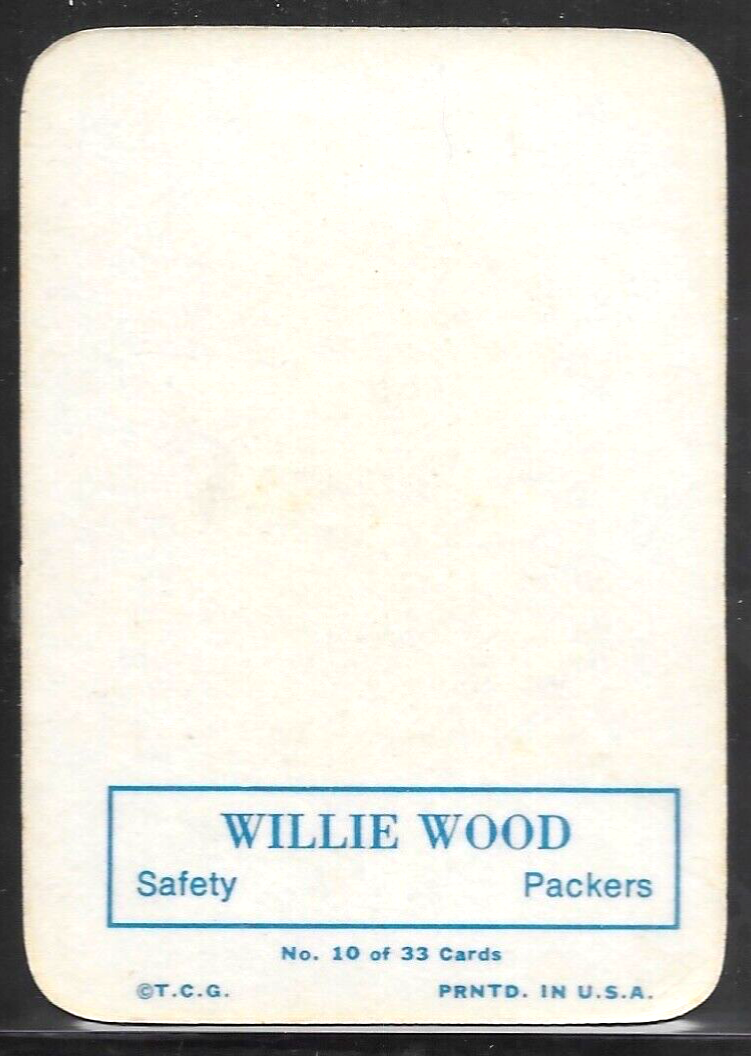 WILLIE WOOD
Safety Packers
No. 10 of 33 Cards
©T.C.G. PRNTD. IN U.S.A.